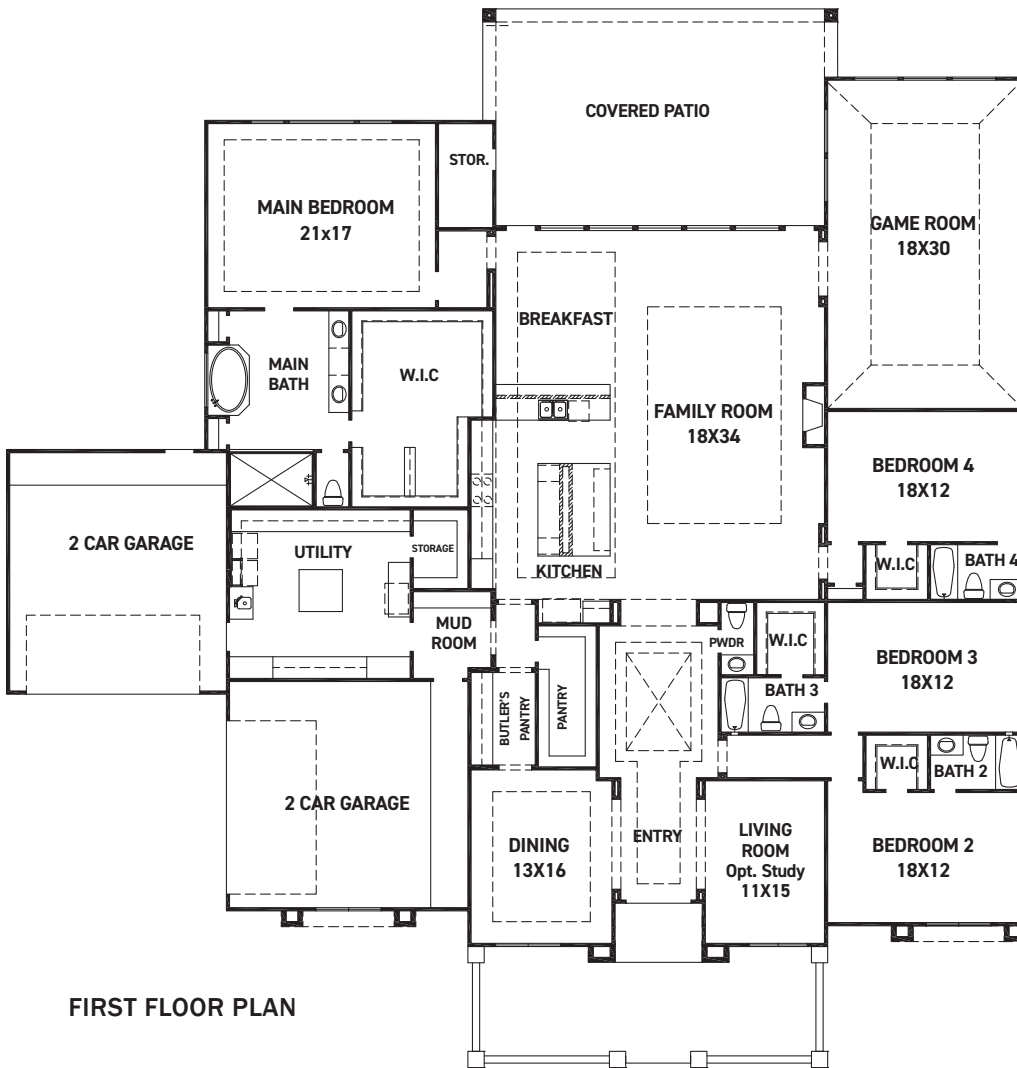 COVERED PATIO
STOR.
MAIN BEDROOM
21x17
GAME ROOM
18X30
BREAKFAST
MAIN
BATH
W.I.C
FAMILY ROOM
18X34
BEDROOM 4
18X12
2 CAR GARAGE
UTILITY
STORAGE
KITCHEN
W.I.C
BATH 4
MUD
ROOM
PWDR
W.I.C
BEDROOM 3
18X12
BATH 3
BUTLER'S
PANTRY
PANTRY
W.I.C
BATH 2
2 CAR GARAGE
DINING
13X16
ENTRY
LIVING
ROOM
Opt. Study
11X15
BEDROOM 2
18X12
FIRST FLOOR PLAN